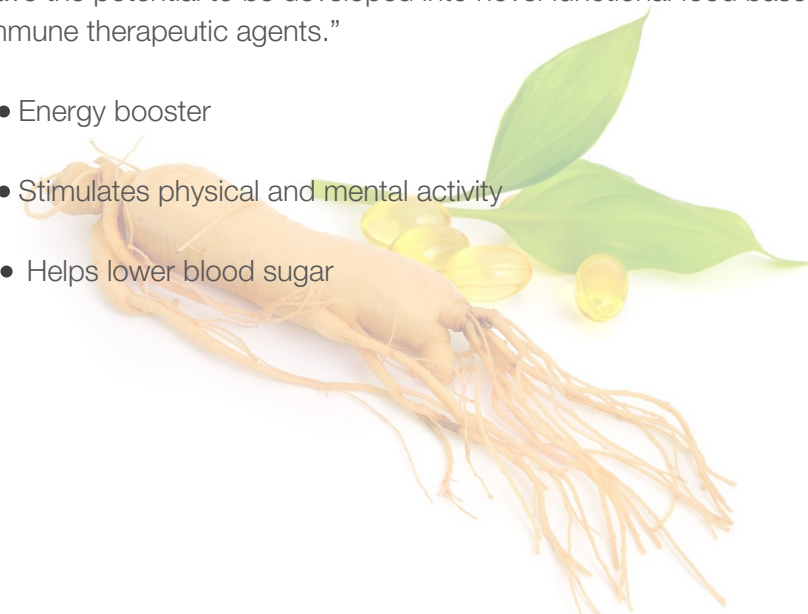 the potential to be developed into novel functional food
therapeutic agents.”
• Energy booster
• Stimulates physical and mental activity
• Helps lower blood sugar